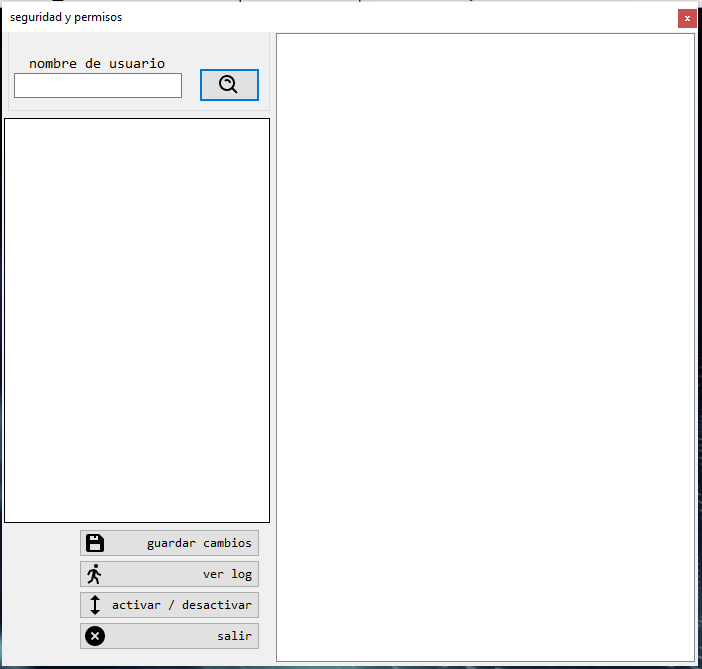 seguridad y permisos
x
nombre de usuario
guardar cambios
ver log
activar / desactivar
salir